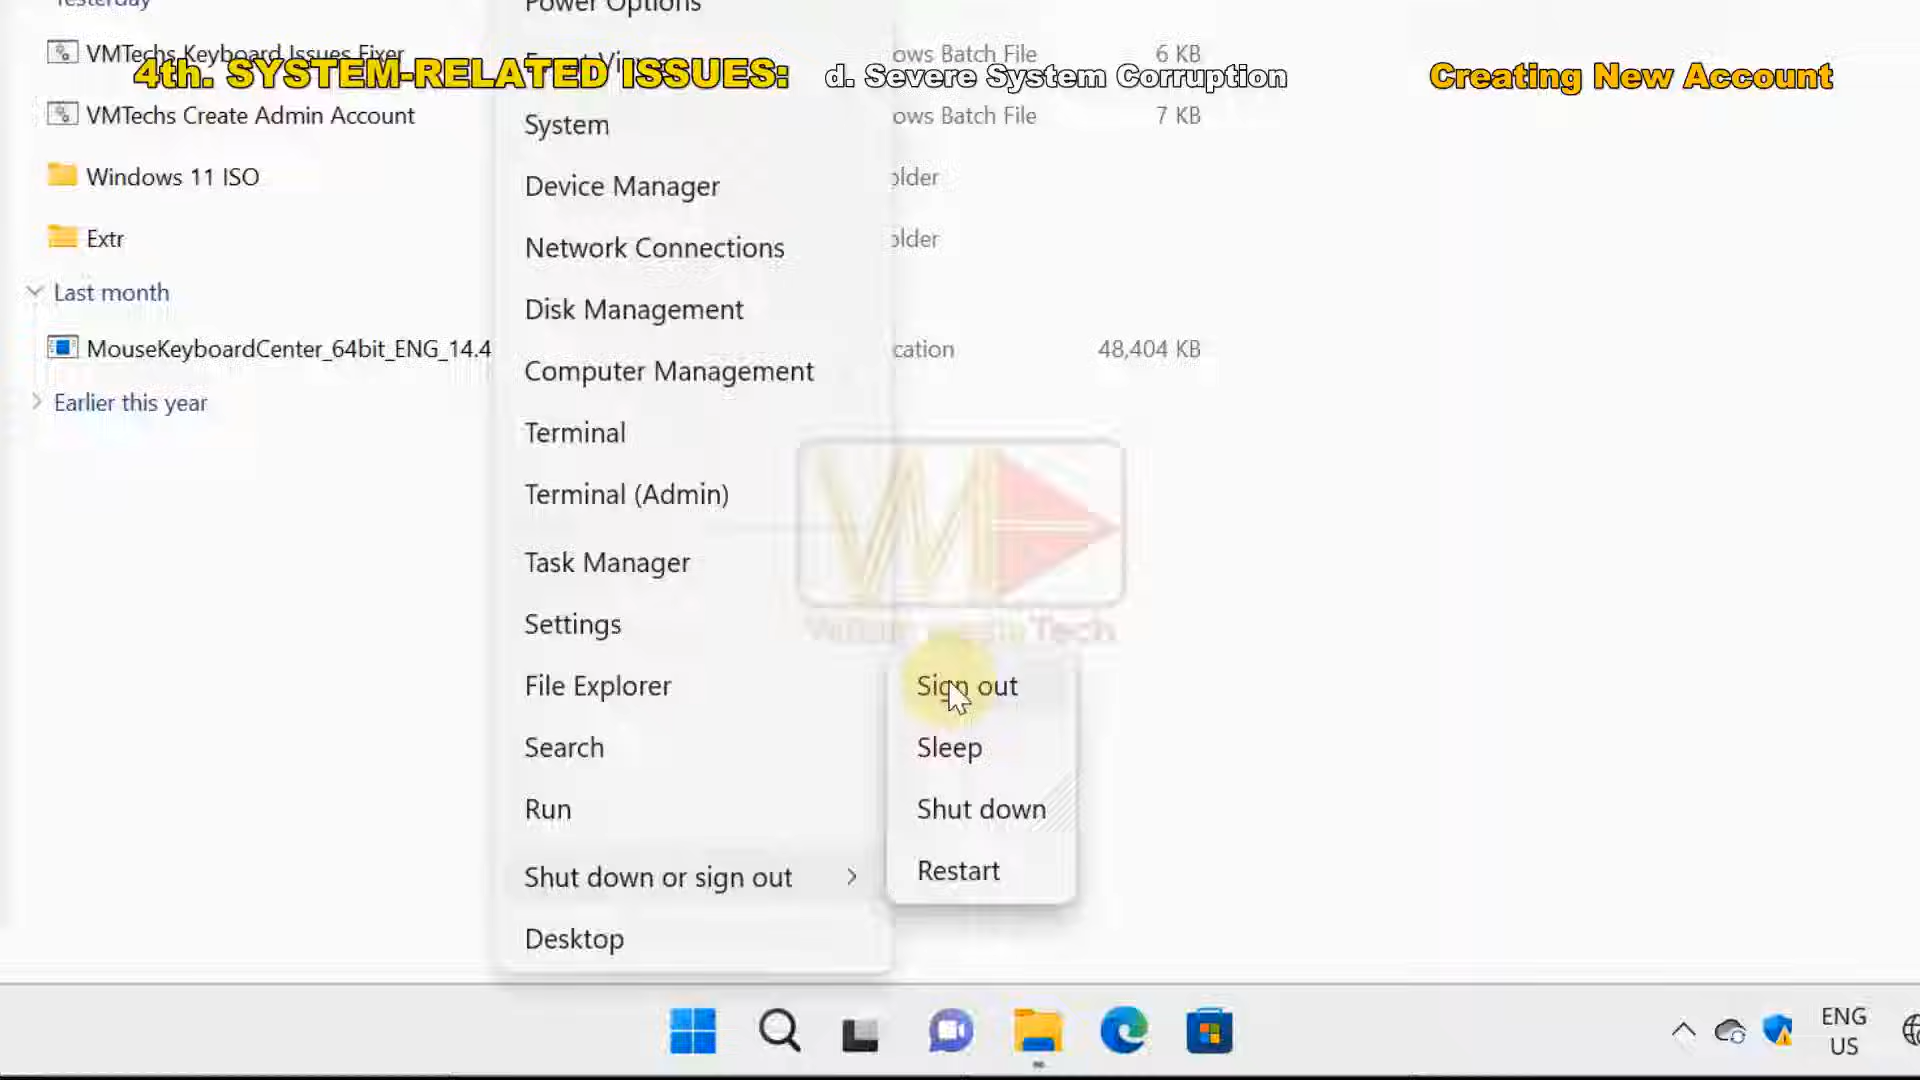 Yesterday
Power Options
VMTechs Keyboard Issues Fixer
ows Batch File
6 KB
4th. SYSTEM-RELATED ISSUES:
d. Severe System Corruption
Creating New Account
VMTechs Create Admin Account
System
ows Batch File
7 KB
Windows 11 ISO
Device Manager
older
Extr
Network Connections
older
Last month
Disk Management
MouseKeyboardCenter_64bit_ENG_14.4
Computer Management
cation
48,404 KB
Earlier this year
Terminal
Terminal (Admin)
Task Manager
Settings
File Explorer
Sign out
Search
Sleep
Run
Shut down
Shut down or sign out
Restart
Desktop
ENG
US